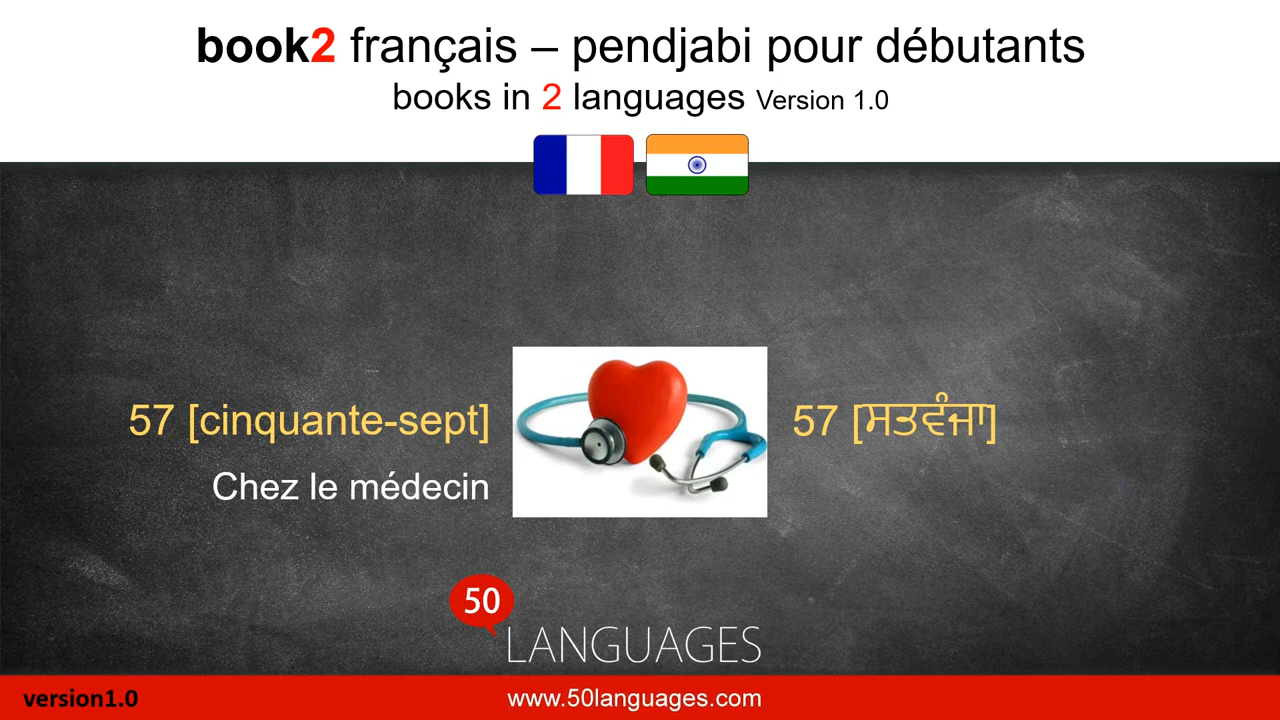 book2 français – pendjabi pour débutants
books in 2 languages Version 1.0
57 [cinquante-sept]
57 [ਸਤਵੰਜਾ]
Chez le médecin
50
LANGUAGES
version1.0
www.50languages.com